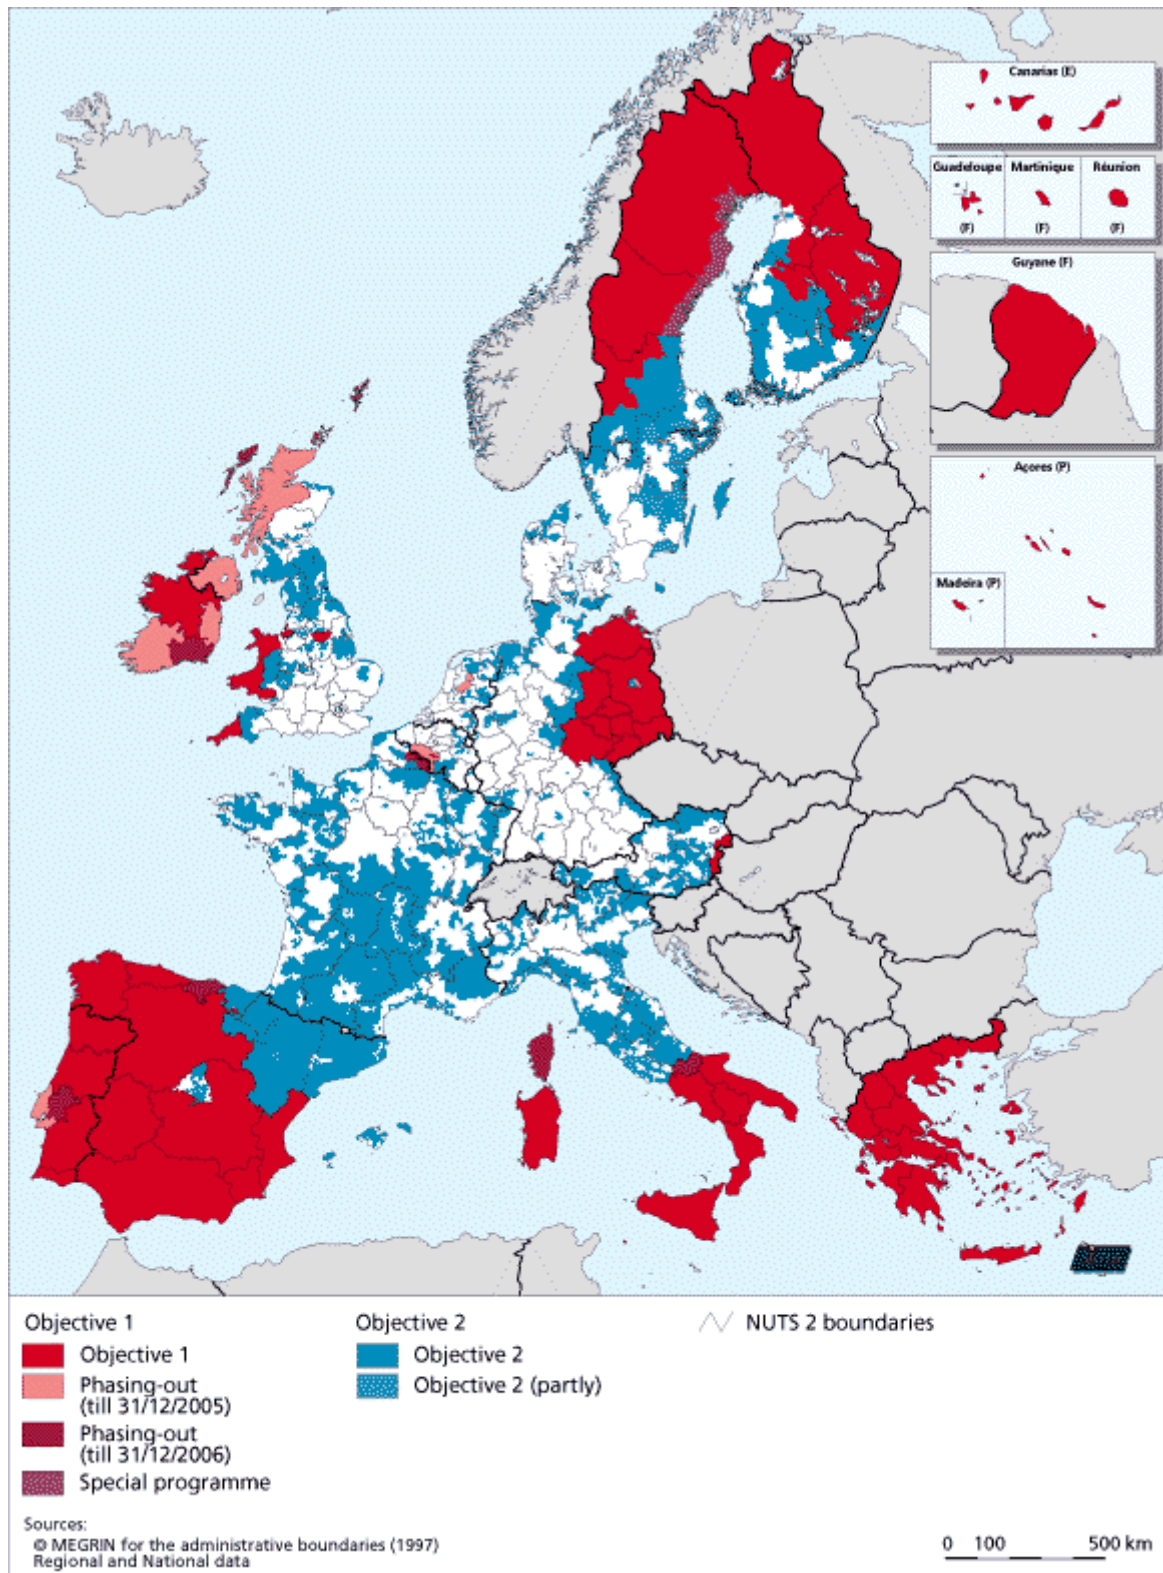 Canarias (E)
Guadeloupe Martinique Réunion
(F) (F) (F)
Guyane (F)
Açores (P)
Madeira (P)
Objective 1
Objective 1
Phasing-out
(till 31/12/2005)
Phasing-out
(till 31/12/2006)
Special programme
Objective 2
Objective 2
Objective 2 (partly)
NUTS 2 boundaries
Sources:
© MEGRIN for the administrative boundaries (1997)
Regional and National data
0 100 500 km